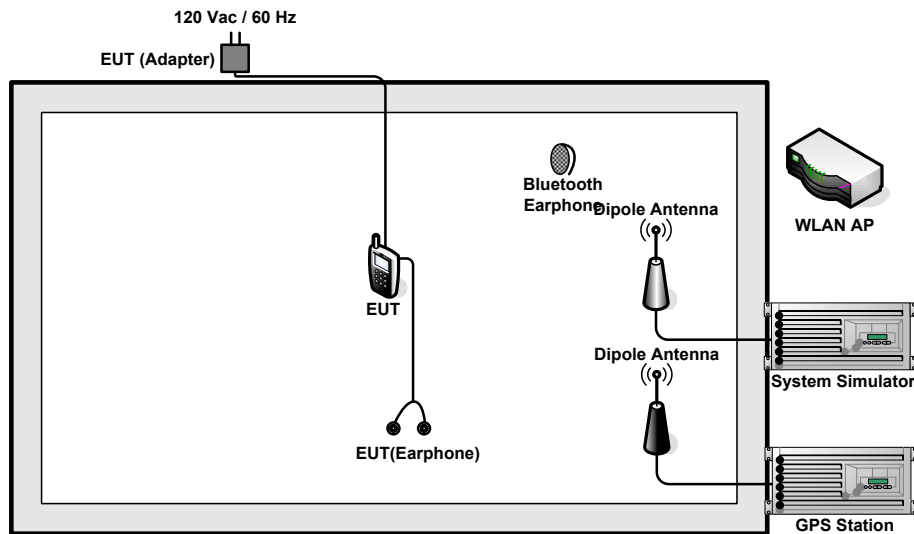 120 Vac / 60 Hz
EUT (Adapter)
Bluetooth
Earphone
Dipole Antenna
WLAN AP
EUT
Dipole Antenna
System Simulator
EUT(Earphone)
GPS Station